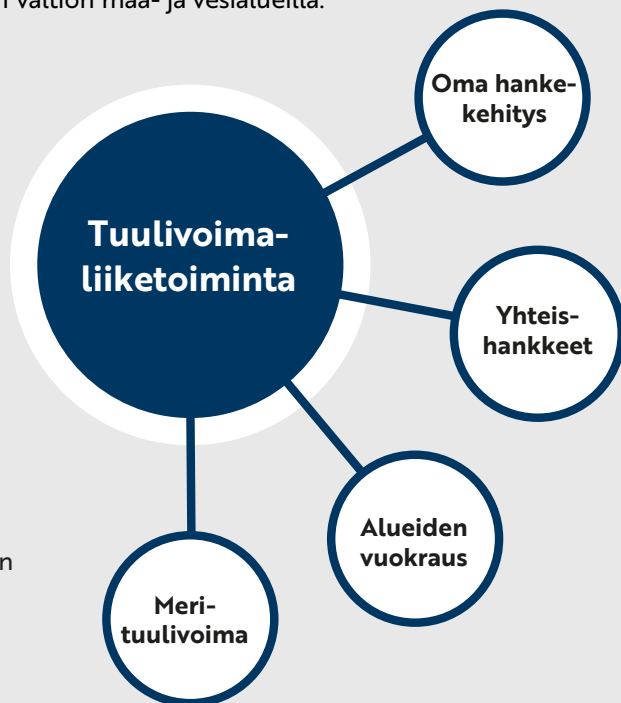 valtion maa- ja vesialueilla.
Oma hanke-
kehitys
Tuulivoima-
liiketoiminta
Yhteis-
hankkeet
Alueiden
vuokraus
Meri-
tuulivoima